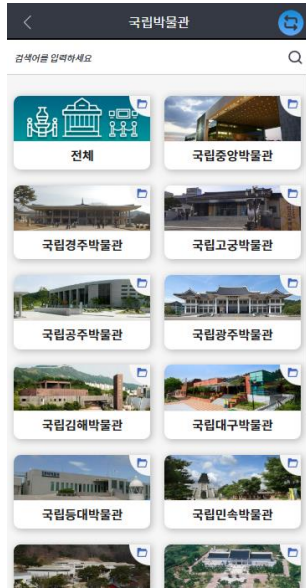 국립박물관
검색어를 입력하세요
전체
국립중앙박물관
국립경주박물관
국립고궁박물관
국립공주박물관
국립광주박물관
국립김해박물관
국립대구박물관
국립등대박물관
국립민속박물관